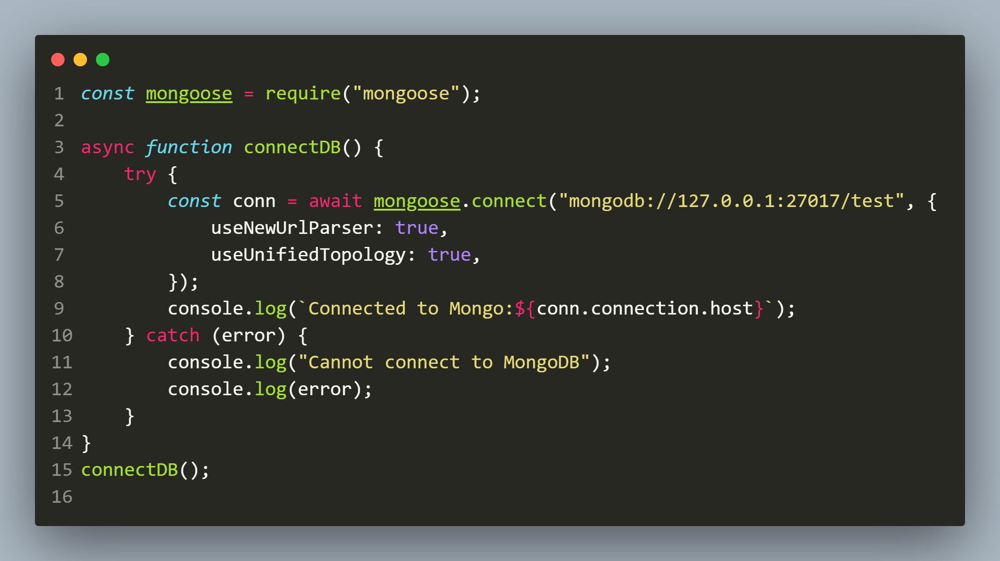 1 const mongoose = require("mongoose");
2
3 async function connectDB() {
4     try {
5         const conn = await mongoose.connect("mongodb://127.0.0.1:27017/test", {
6             useNewUrlParser: true,
7             useUnifiedTopology: true,
8         });
9         console.log(`Connected to Mongo:${conn.connection.host}`);
10     } catch (error) {
11         console.log("Cannot connect to MongoDB");
12         console.log(error);
13     }
14 }
15 connectDB();
16